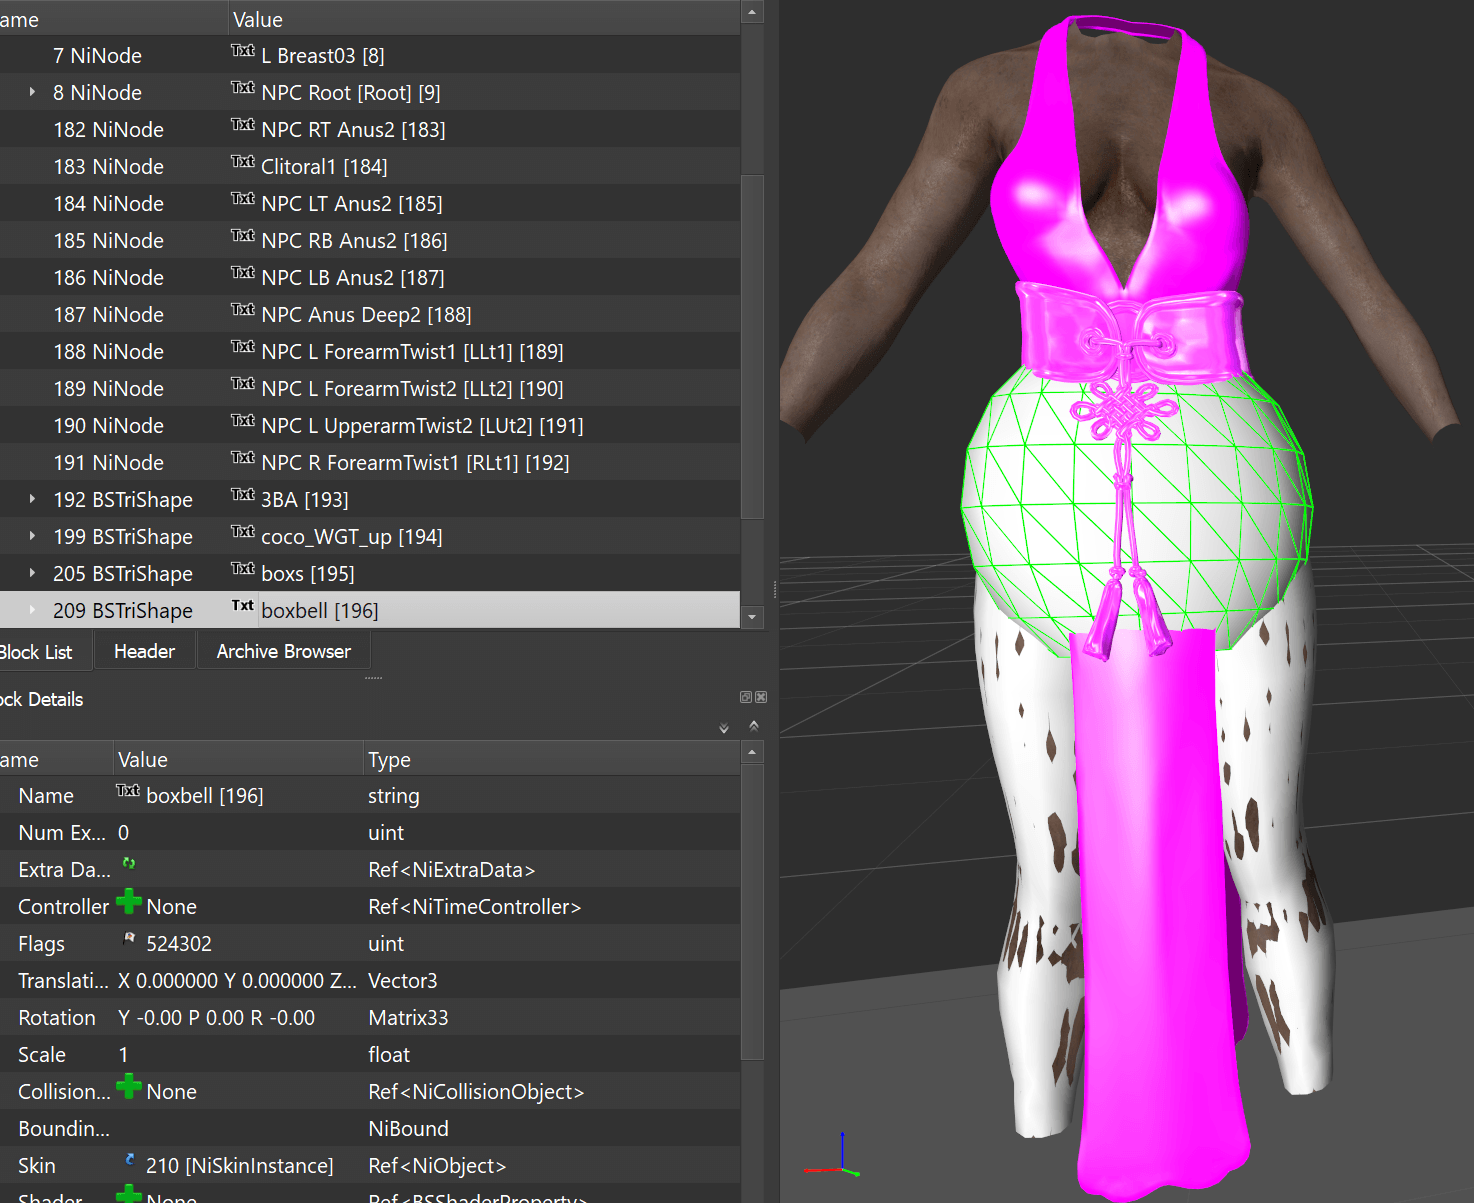 ame Value
7 NiNode Txt L Breast03 [8]
8 NiNode Txt NPC Root [Root] [9]
182 NiNode Txt NPC RT Anus2 [183]
183 NiNode Txt Clitoral1 [184]
184 NiNode Txt NPC LT Anus2 [185]
185 NiNode Txt NPC RB Anus2 [186]
186 NiNode Txt NPC LB Anus2 [187]
187 NiNode Txt NPC Anus Deep2 [188]
188 NiNode Txt NPC L ForearmTwist1 [LLt1] [189]
189 NiNode Txt NPC L ForearmTwist2 [LLt2] [190]
190 NiNode Txt NPC L UpperarmTwist2 [LUt2] [191]
191 NiNode Txt NPC R ForearmTwist1 [RLt1] [192]
192 BSTriShape Txt 3BA [193]
199 BSTriShape Txt coco_WGT_up [194]
205 BSTriShape Txt boxs [195]
209 BSTriShape Txt boxbell [196]
Block List Header Archive Browser
ock Details
ame Value Type
Name Txt boxbell [196] string
Num Ex... 0 uint
Extra Da... Ref<NiExtraData>
Controller None Ref<NiTimeController>
Flags 524302 uint
Translati... X 0.000000 Y 0.000000 Z... Vector3
Rotation Y -0.00 P 0.00 R -0.00 Matrix33
Scale 1 float
Collision... None Ref<NiCollisionObject>
Boundin... NiBound
Skin 210 [NiSkinInstance] Ref<NiObject>
Shader None Ref<BSShaderProperty>